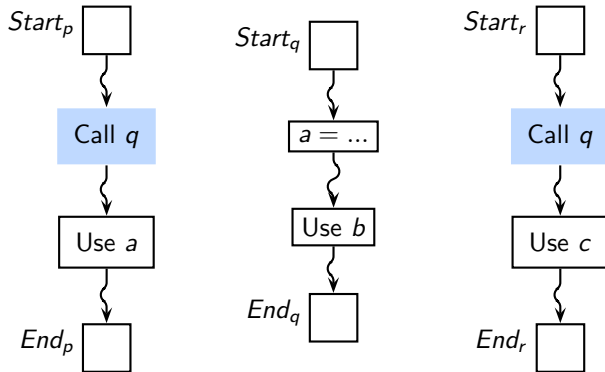 Start_p
Call q
Use a
End_p
Start_q
a = ...
Use b
End_q
Start_r
Call q
Use c
End_r